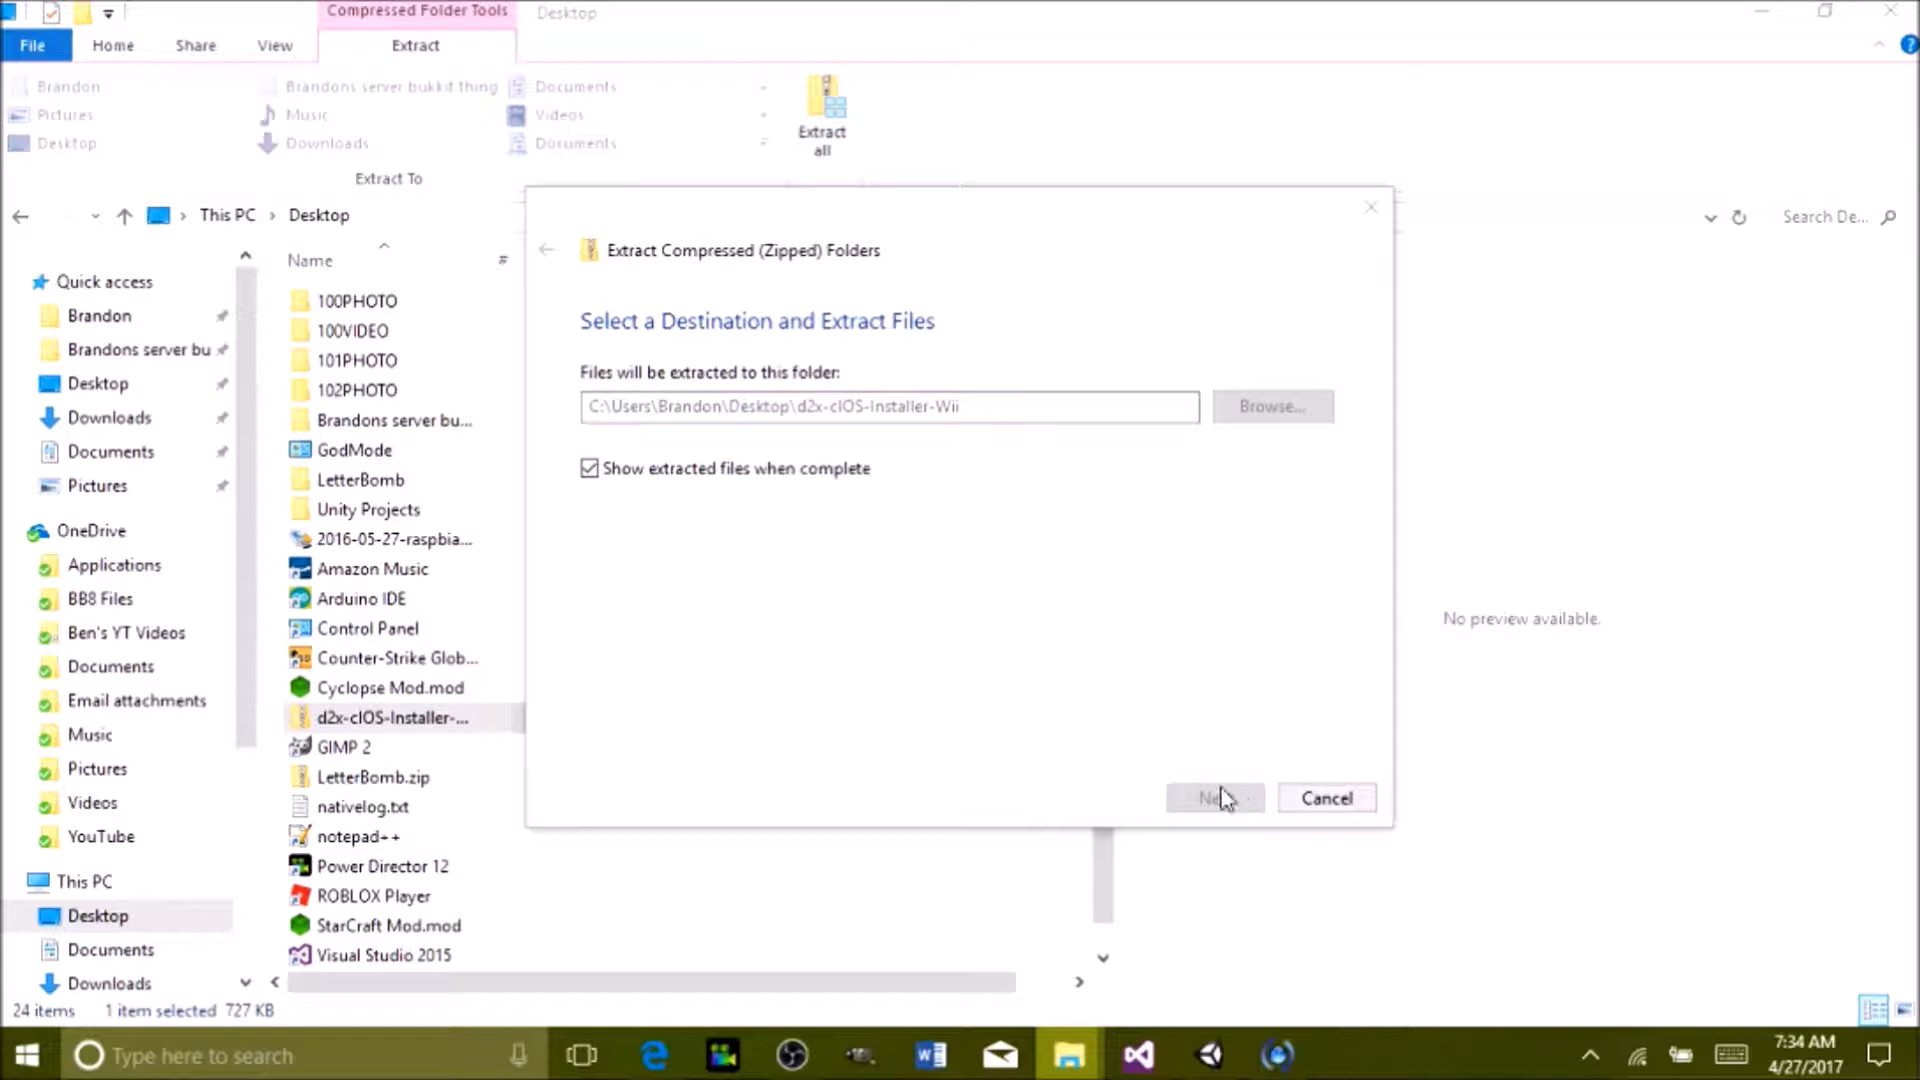 Compressed Folder Tools
Desktop
File
Home
Share
View
Extract
Brandon
Brandons server bukkit thing
Documents
Pictures
Music
Videos
Desktop
Downloads
Documents
Extract all
Extract To
This PC
Desktop
Search De...
Name
Quick access
Brandon
Brandons server bu
Desktop
Downloads
Documents
Pictures
OneDrive
Applications
BB8 Files
Ben's YT Videos
Documents
Email attachments
Music
Pictures
Videos
YouTube
This PC
Desktop
Documents
Downloads
100PHOTO
100VIDEO
101PHOTO
102PHOTO
Brandons server bu...
GodMode
LetterBomb
Unity Projects
2016-05-27-raspbia...
Amazon Music
Arduino IDE
Control Panel
Counter-Strike Glob...
Cyclopse Mod.mod
d2x-cIOS-Installer-...
GIMP 2
LetterBomb.zip
nativelog.txt
notepad++
Power Director 12
ROBLOX Player
StarCraft Mod.mod
Visual Studio 2015
Extract Compressed (Zipped) Folders
Select a Destination and Extract Files
Files will be extracted to this folder:
C:\Users\Brandon\Desktop\d2x-cIOS-Installer-Wii
Browse...
Show extracted files when complete
Cancel
No preview available.
24 items
1 item selected 727 KB
Type here to search
7:34 AM
4/27/2017